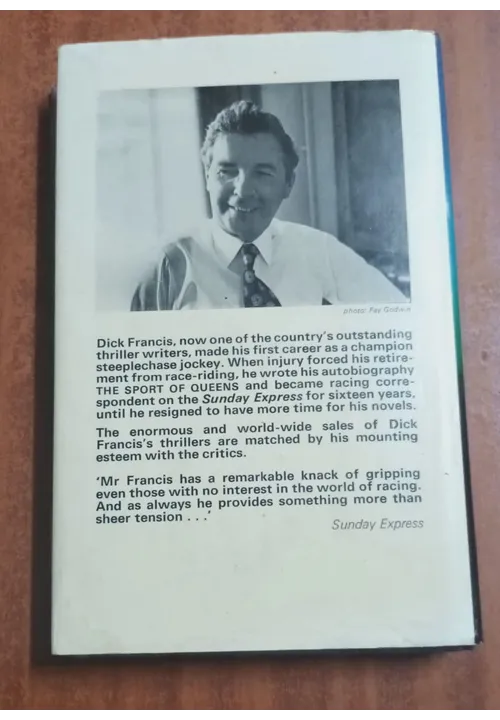 photo: Fay Godwin
Dick Francis, now one of the country's outstanding
thriller writers, made his first career as a champion
steeplechase jockey. When injury forced his retire-
ment from race-riding, he wrote his autobiography
THE SPORT OF QUEENS and became racing corre-
spondent on the Sunday Express for sixteen years,
until he resigned to have more time for his novels.
The enormous and world-wide sales of Dick
Francis's thrillers are matched by his mounting
esteem with the critics.
'Mr Francis has a remarkable knack of gripping
even those with no interest in the world of racing.
And as always he provides something more than
sheer tension . . .'
Sunday Express